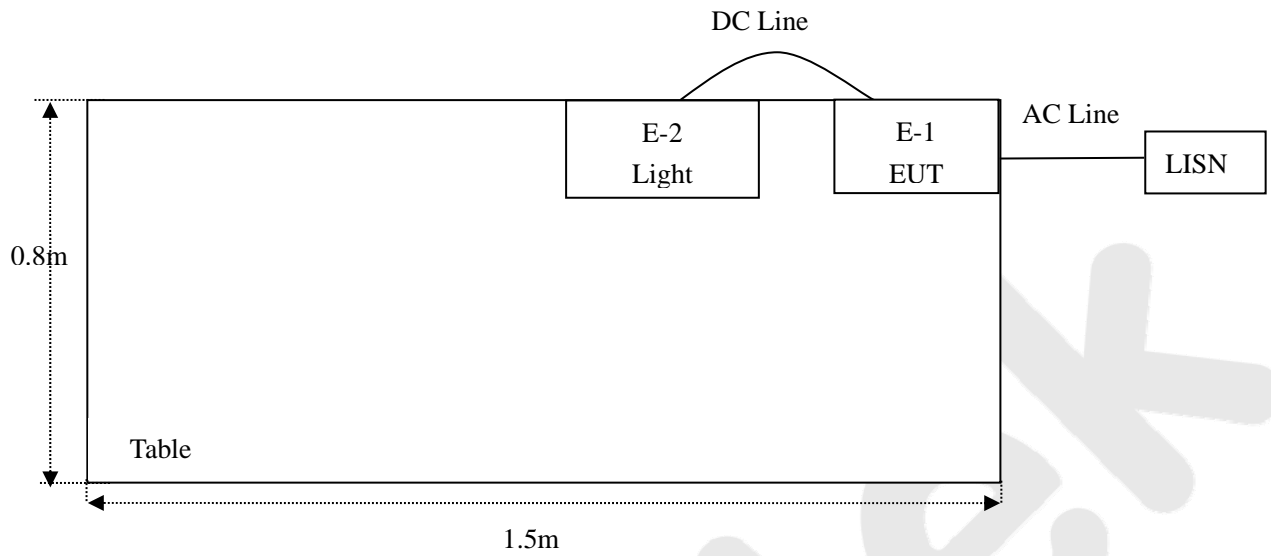 DC Line
E-2
Light
E-1
EUT
AC Line
LISN
0.8m
Table
1.5m